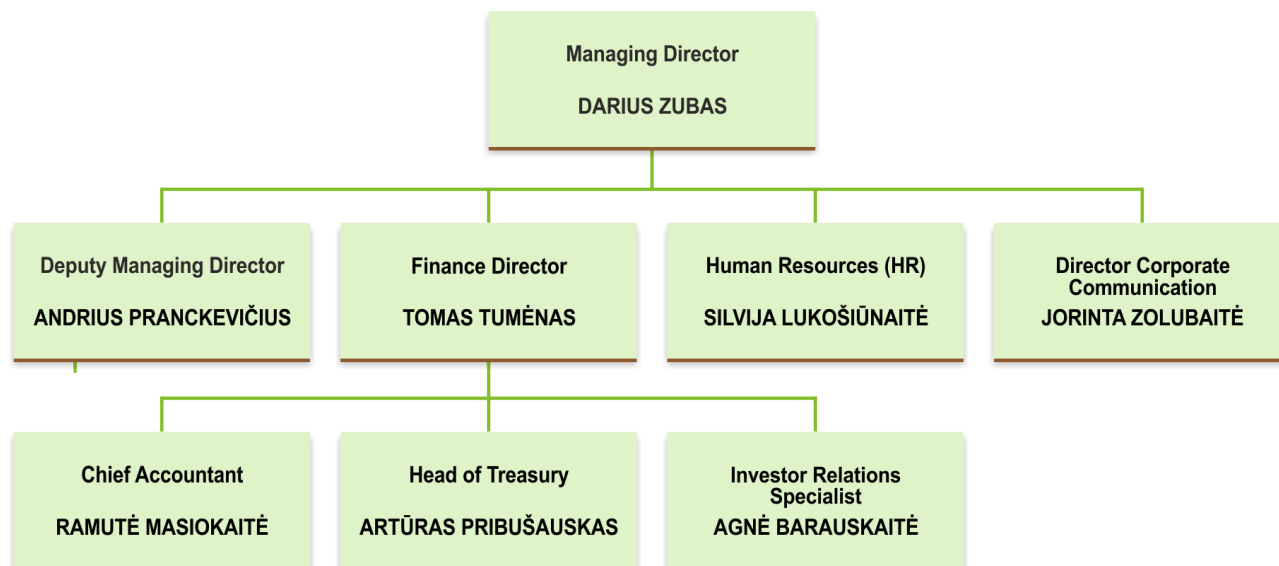 Managing Director
DARIUS ZUBAS
Deputy Managing Director
ANDRIUS PRANCKEVIČIUS
Finance Director
TOMAS TUMĖNAS
Human Resources (HR)
SILVIJA LUKOŠIŪNAITĖ
Director Corporate
Communication
JORINTA ZOLUBAITĖ
Chief Accountant
RAMUTĖ MASIOKAITĖ
Head of Treasury
ARTŪRAS PRIBUŠAUSKAS
Investor Relations
Specialist
AGNĖ BARAUSKAITĖ